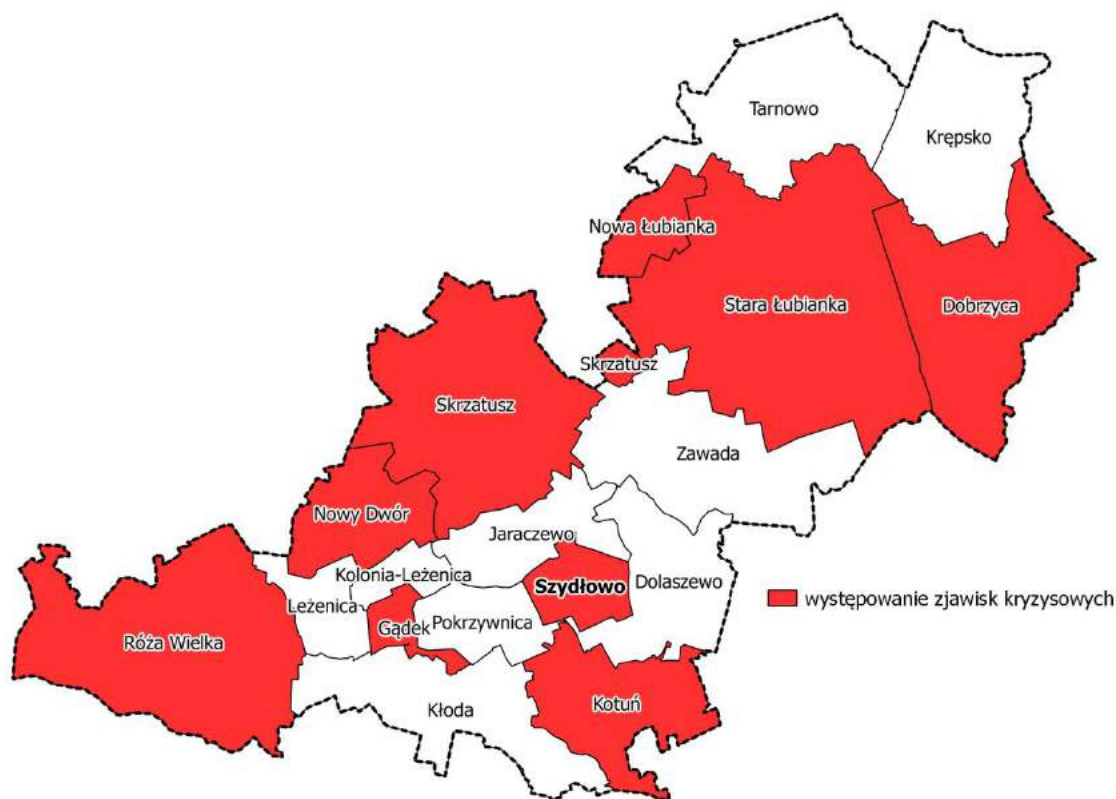 Tarnowo
Krępsko
Nowa Łubianka
Stara Łubianka
Dobrzyca
Skrzatusz
Skrzatusz
Zawada
Nowy Dwór
Jaraczewo
Kolonia-Leżenica
Szydłowo
Dolaszewo
Leżenica
Gądek
Pokrzywnica
Róża Wielka
Kłoda
Kotuń
występowanie zjawisk kryzysowych